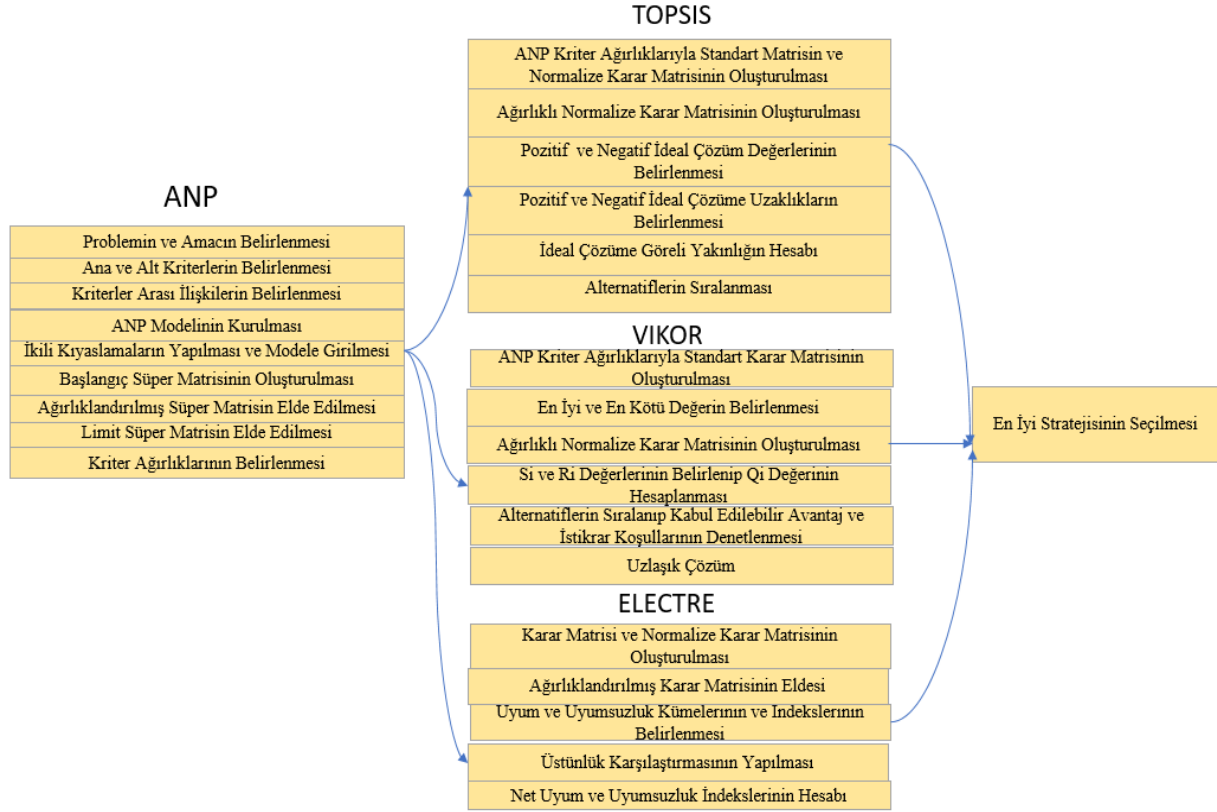 ANP
Problemin ve Amacın Belirlenmesi
Ana ve Alt Kriterlerin Belirlenmesi
Kriterler Arası İlişkilerin Belirlenmesi
ANP Modelinin Kurulması
İkili Kıyaslamaların Yapılması ve Modele Girilmesi
Başlangıç Süper Matrisinin Oluşturulması
Ağırlıklandırılmış Süper Matrisin Elde Edilmesi
Limit Süper Matrisin Elde Edilmesi
Kriter Ağırlıklarının Belirlenmesi
TOPSIS
ANP Kriter Ağırlıklarıyla Standart Matrisin ve
Normalize Karar Matrisinin Oluşturulması
Ağırlıklı Normalize Karar Matrisinin Oluşturulması
Pozitif ve Negatif İdeal Çözüm Değerlerinin
Belirlenmesi
Pozitif ve Negatif İdeal Çözüme Uzaklıkların
Belirlenmesi
İdeal Çözüme Göreli Yakınlığın Hesabı
Alternatiflerin Sıralanması
VIKOR
ANP Kriter Ağırlıklarıyla Standart Karar Matrisinin
Oluşturulması
En İyi ve En Kötü Değerin Belirlenmesi
Ağırlıklı Normalize Karar Matrisinin Oluşturulması
Si ve Ri Değerlerinin Belirlenip Qi Değerinin
Hesaplanması
Alternatiflerin Sıralanıp Kabul Edilebilir Avantaj ve
İstikrar Koşullarının Denetlenmesi
Uzlaşık Çözüm
ELECTRE
Karar Matrisi ve Normalize Karar Matrisinin
Oluşturulması
Ağırlıklandırılmış Karar Matrisinin Eldesi
Uyum ve Uyumsuzluk Kümelerının ve Indekslerının
Belirlenmesi
Üstünlük Karşılaştırmasının Yapılması
Net Uyum ve Uyumsuzluk İndekslerinin Hesabı
En İyi Stratejisinin Seçilmesi